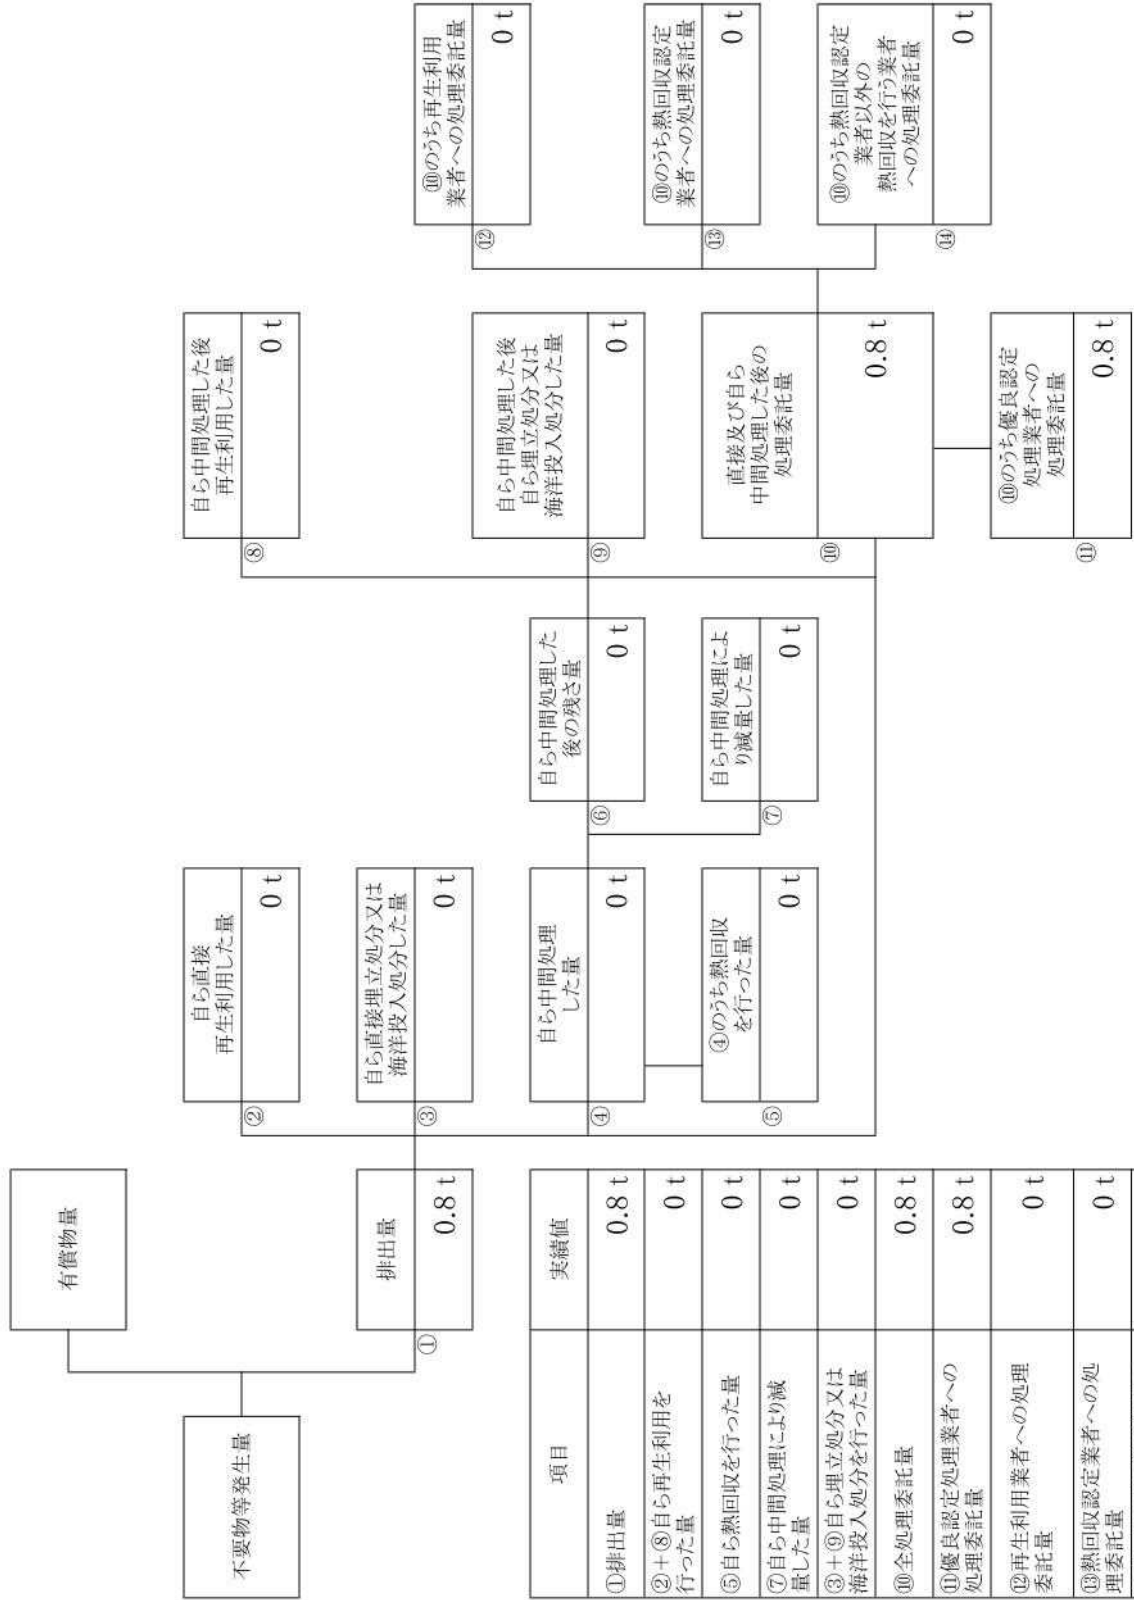 不要物等発生量
有償物量
①
排出量
0.8 t
②
自ら直接
再生利用した量
0 t
③
自ら直接埋立処分又は
海洋投入処分した量
0 t
④
自ら中間処理
した量
0 t
⑤
④のうち熱回収
を行った量
0 t
⑥
自ら中間処理した
後の残さ量
0 t
⑦
自ら中間処理によ
り減量した量
0 t
⑧
自ら中間処理した後
再生利用した量
0 t
⑨
自ら中間処理した後
自ら埋立処分又は
海洋投入処分した量
0 t
⑩
直接及び自ら
中間処理した後の
処理委託量
0.8 t
⑪
⑩のうち優良認定
処理業者への
処理委託量
0.8 t
⑫
⑩のうち再生利用
業者への処理委託量
0 t
⑬
⑩のうち熱回収認定
業者への処理委託量
0 t
⑭
⑩のうち熱回収認定
業者以外の
熱回収を行う業者
への処理委託量
0 t
項目 実績値
①排出量 0.8 t
②+⑧自ら再生利用を
行った量 0 t
⑤自ら熱回収を行った量 0 t
⑦自ら中間処理により減
量した量 0 t
③+⑨自ら埋立処分又は
海洋投入処分を行った量 0 t
⑩全処理委託量 0.8 t
⑪優良認定処理業者への
処理委託量 0.8 t
⑫再生利用業者への処理
委託量 0 t
⑬熱回収認定業者への処
理委託量 0 t